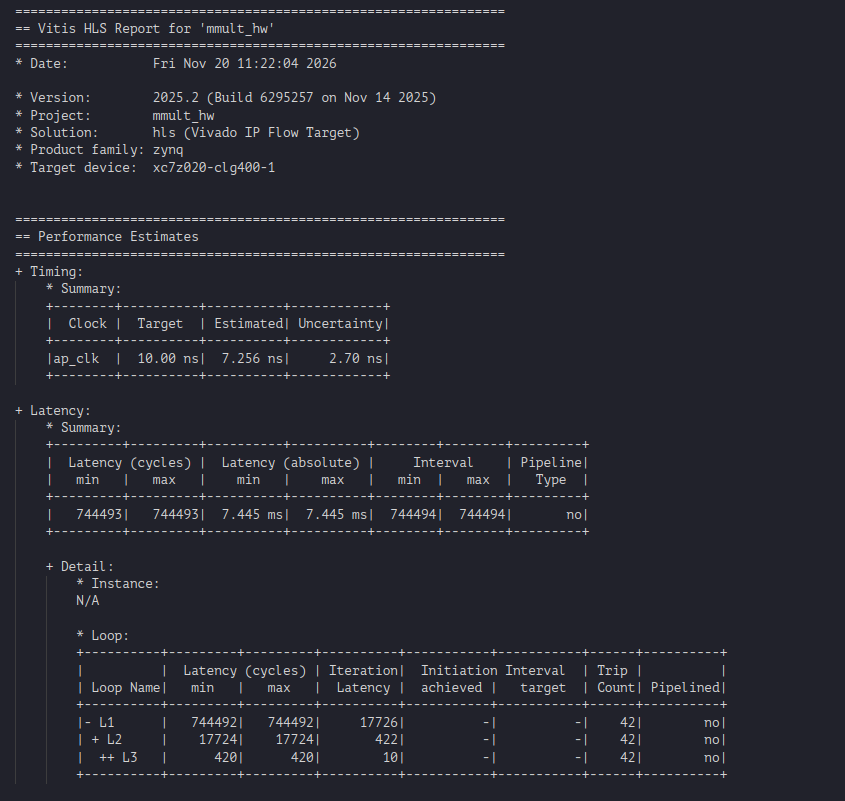 ================================================================
== Vitis HLS Report for 'mmult_hw'
================================================================
* Date:           Fri Nov 20 11:22:04 2026
* Version:        2025.2 (Build 6295257 on Nov 14 2025)
* Project:        mmult_hw
* Solution:       hls (Vivado IP Flow Target)
* Product family: zynq
* Target device:  xc7z020-clg400-1
================================================================
== Performance Estimates
================================================================
+ Timing:
    * Summary:
    +--------+----------+----------+------------+
    |  Clock |  Target  | Estimated| Uncertainty|
    +--------+----------+----------+------------+
    |ap_clk  |  10.00 ns|  7.256 ns|     2.70 ns|
    +--------+----------+----------+------------+
+ Latency:
    * Summary:
    +---------+---------+----------+----------+--------+--------+---------+
    |  Latency (cycles) |  Latency (absolute) |     Interval    | Pipeline|
    |   min   |   max   |    min   |    max   |   min  |   max  |   Type  |
    +---------+---------+----------+----------+--------+--------+---------+
    |   744493|   744493|  7.445 ms|  7.445 ms|  744494|  744494|       no|
    +---------+---------+----------+----------+--------+--------+---------+
    + Detail:
        * Instance:
        N/A
        * Loop:
        +----------+---------+---------+----------+-----------+-----------+------+----------+
        |          |  Latency (cycles) | Iteration|  Initiation Interval  | Trip |          |
        | Loop Name|   min   |   max   |  Latency |  achieved |   target  | Count| Pipelined|
        +----------+---------+---------+----------+-----------+-----------+------+----------+
        |- L1      |   744492|   744492|     17726|          -|          -|    42|        no|
        | + L2     |    17724|    17724|       422|          -|          -|    42|        no|
        |  ++ L3   |      420|      420|        10|          -|          -|    42|        no|
        +----------+---------+---------+----------+-----------+-----------+------+----------+